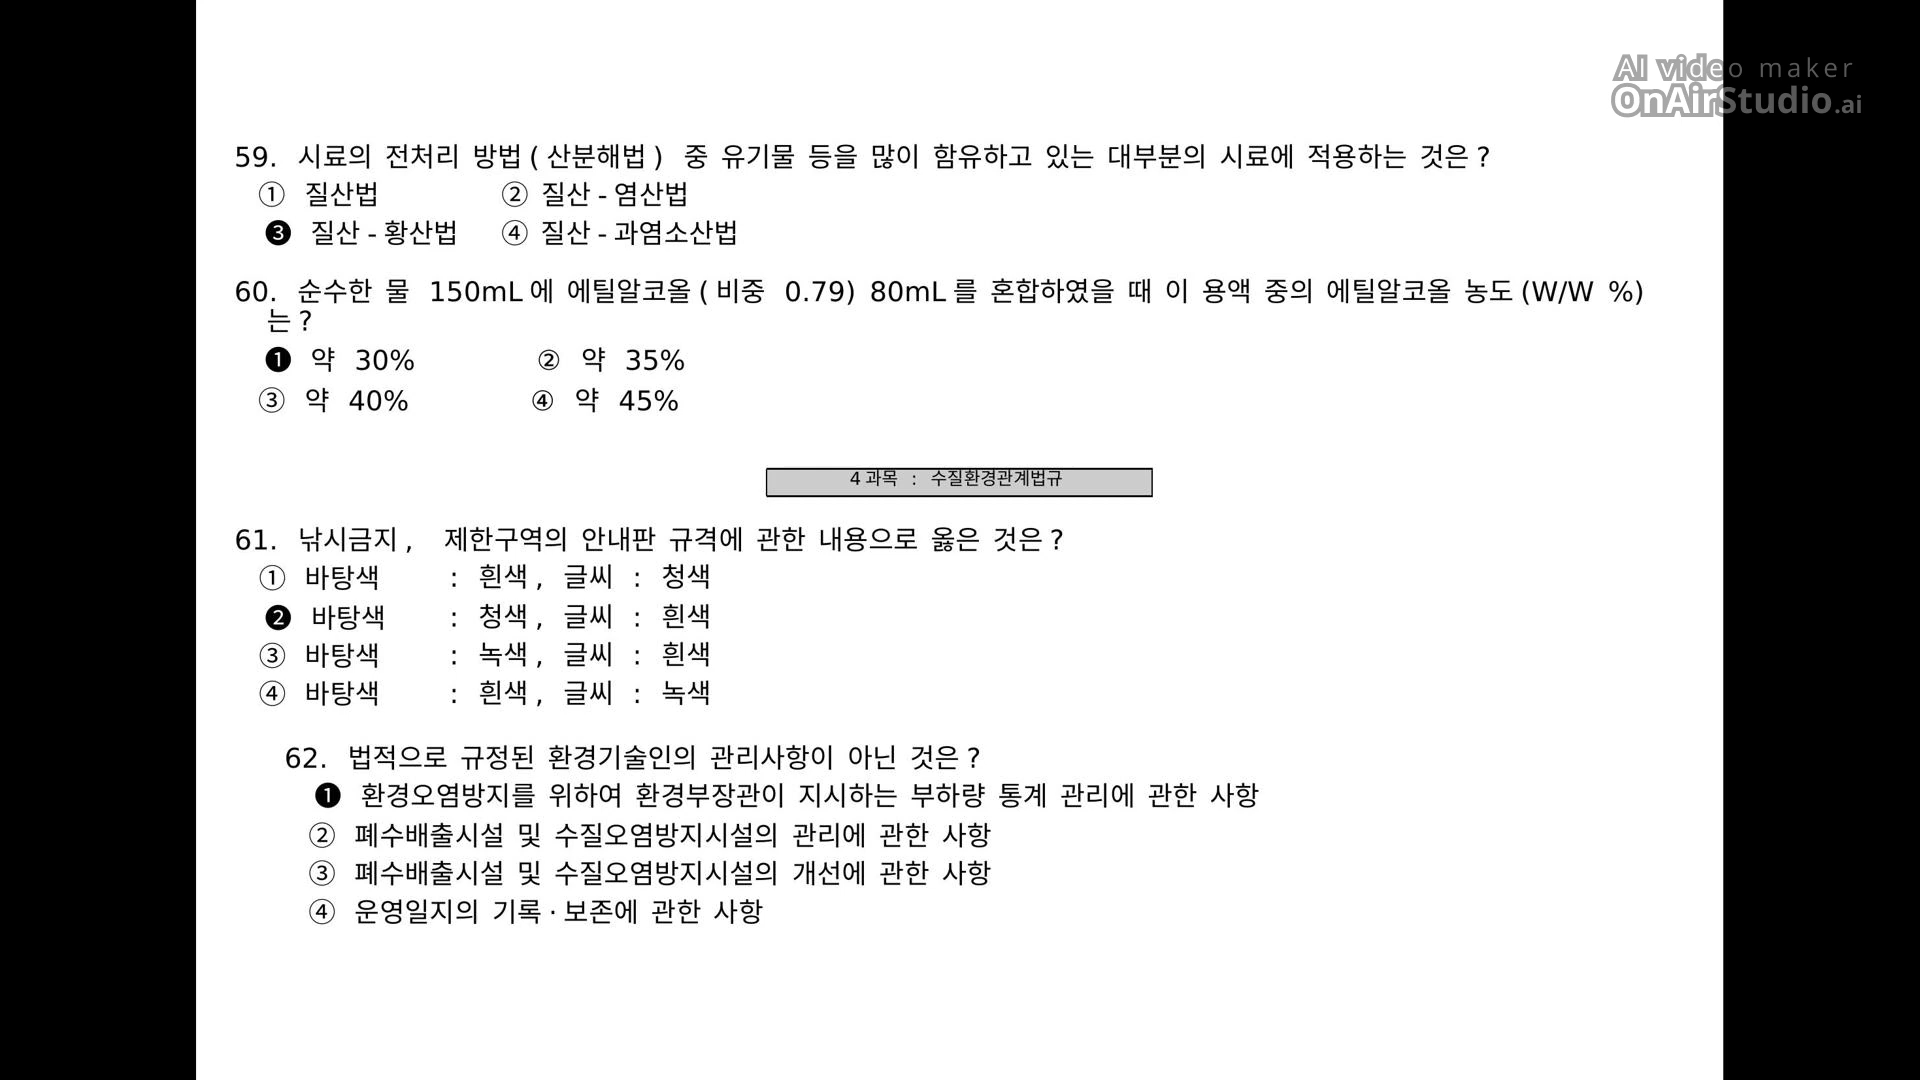 AI video maker
OnAirStudio.ai
59. 시료의 전처리 방법(산분해법) 중 유기물 등을 많이 함유하고 있는 대부분의 시료에 적용하는 것은?
① 질산법 ② 질산-염산법
❸ 질산-황산법 ④ 질산-과염소산법
60. 순수한 물 150mL에 에틸알코올(비중 0.79) 80mL를 혼합하였을 때 이 용액 중의 에틸알코올 농도(W/W %)
는?
❶ 약 30% ② 약 35%
③ 약 40% ④ 약 45%
4과목 : 수질환경관계법규
61. 낚시금지, 제한구역의 안내판 규격에 관한 내용으로 옳은 것은?
① 바탕색 : 흰색, 글씨 : 청색
❷ 바탕색 : 청색, 글씨 : 흰색
③ 바탕색 : 녹색, 글씨 : 흰색
④ 바탕색 : 흰색, 글씨 : 녹색
62. 법적으로 규정된 환경기술인의 관리사항이 아닌 것은?
❶ 환경오염방지를 위하여 환경부장관이 지시하는 부하량 통계 관리에 관한 사항
② 폐수배출시설 및 수질오염방지시설의 관리에 관한 사항
③ 폐수배출시설 및 수질오염방지시설의 개선에 관한 사항
④ 운영일지의 기록·보존에 관한 사항